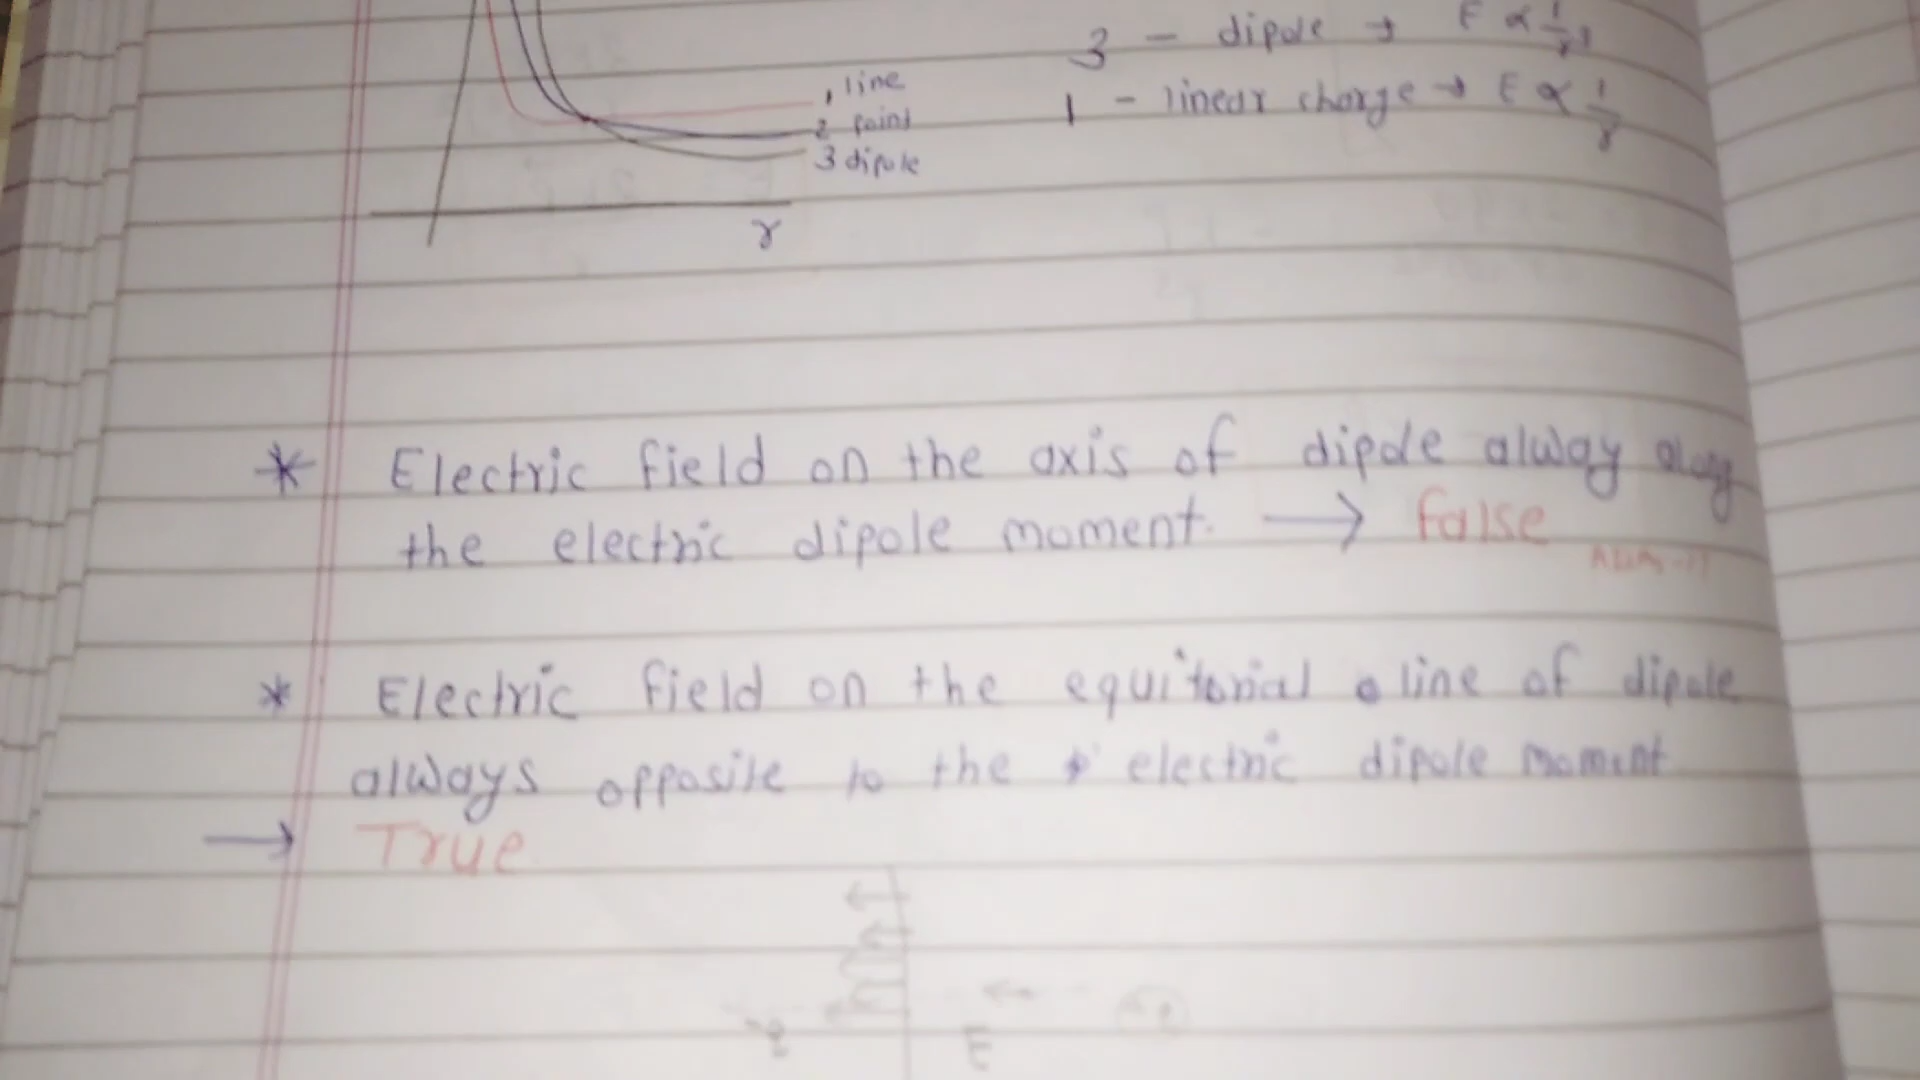 3 - dipole →
1 - linear charge → E ∝ 1/r
1 line
2 point
3 dipole
r
* Electric field on the axis of dipole alway along
the electric dipole moment. → false
* Electric field on the equitorial line of dipole
always opposite to the electric dipole moment
→ True
E